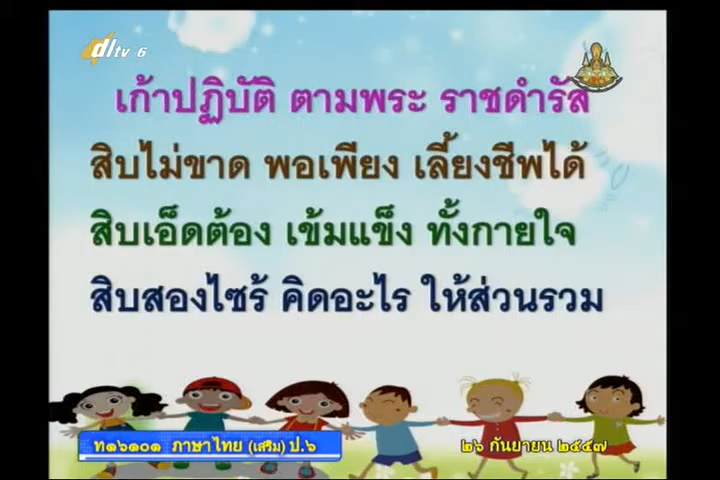 dltv 6
เก้าปฏิบัติ ตามพระ ราชดำรัส
สิบไม่ขาด พอเพียง เลี้ยงชีพได้
สิบเอ็ดต้อง เข้มแข็ง ทั้งกายใจ
สิบสองไซร้ คิดอะไร ให้ส่วนรวม
ท๑๖๑๐๑ ภาษาไทย (เสริม) ป.๖
๒๖ กันยายน ๒๕๕๗